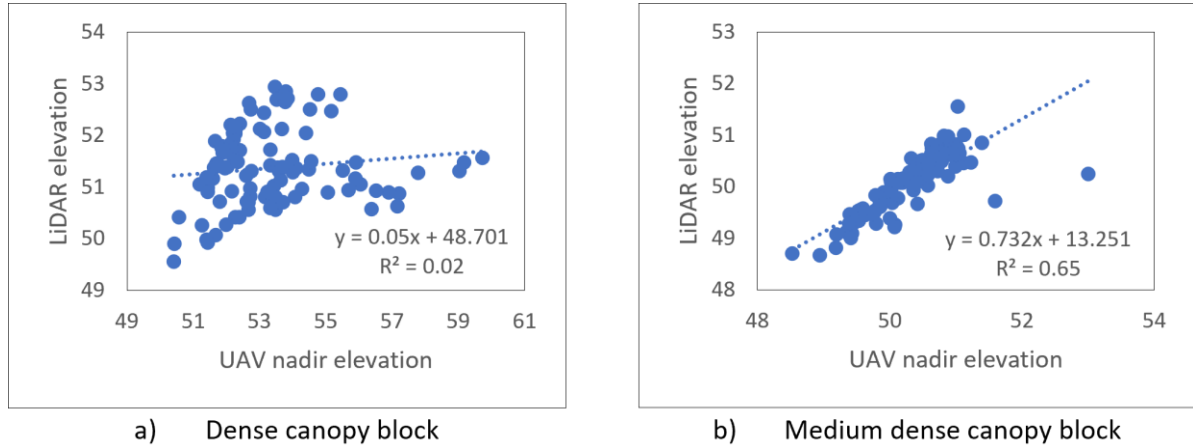 54
53
52
51
50
49
LiDAR elevation
y = 0.05x + 48.701
R² = 0.02
49 51 53 55 57 59 61
UAV nadir elevation
a) Dense canopy block
53
52
51
50
49
48
LiDAR elevation
y = 0.732x + 13.251
R² = 0.65
48 50 52 54
UAV nadir elevation
b) Medium dense canopy block